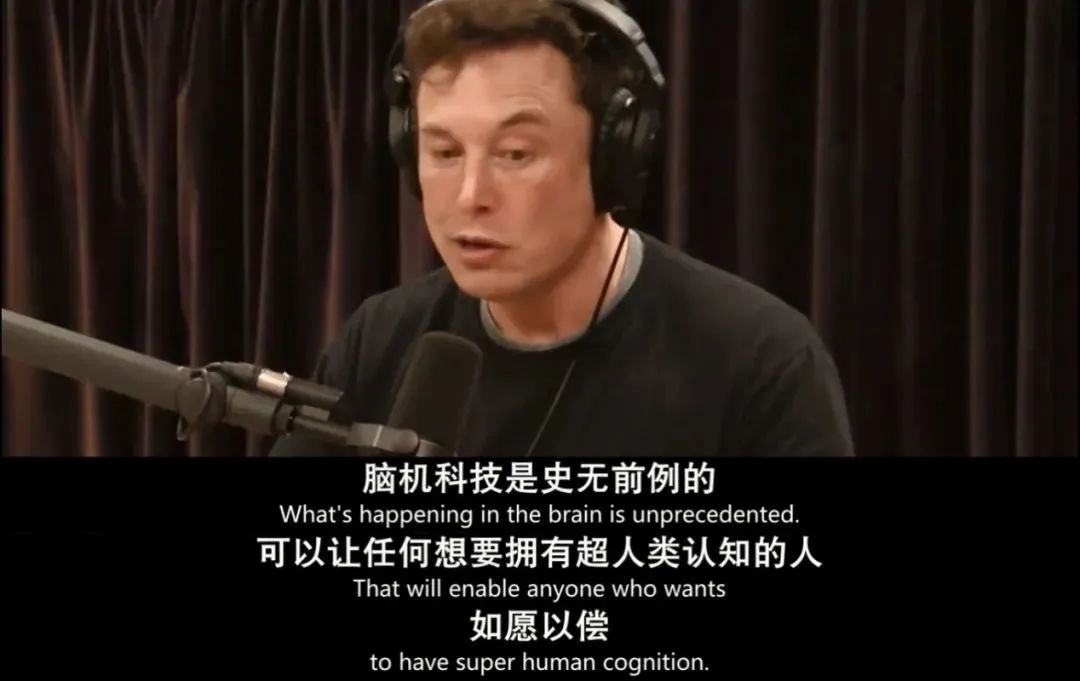 脑机科技是史无前例的
What's happening in the brain is unprecedented.
可以让任何想要拥有超人类认知的人
That will enable anyone who wants
如愿以偿
to have super human cognition.